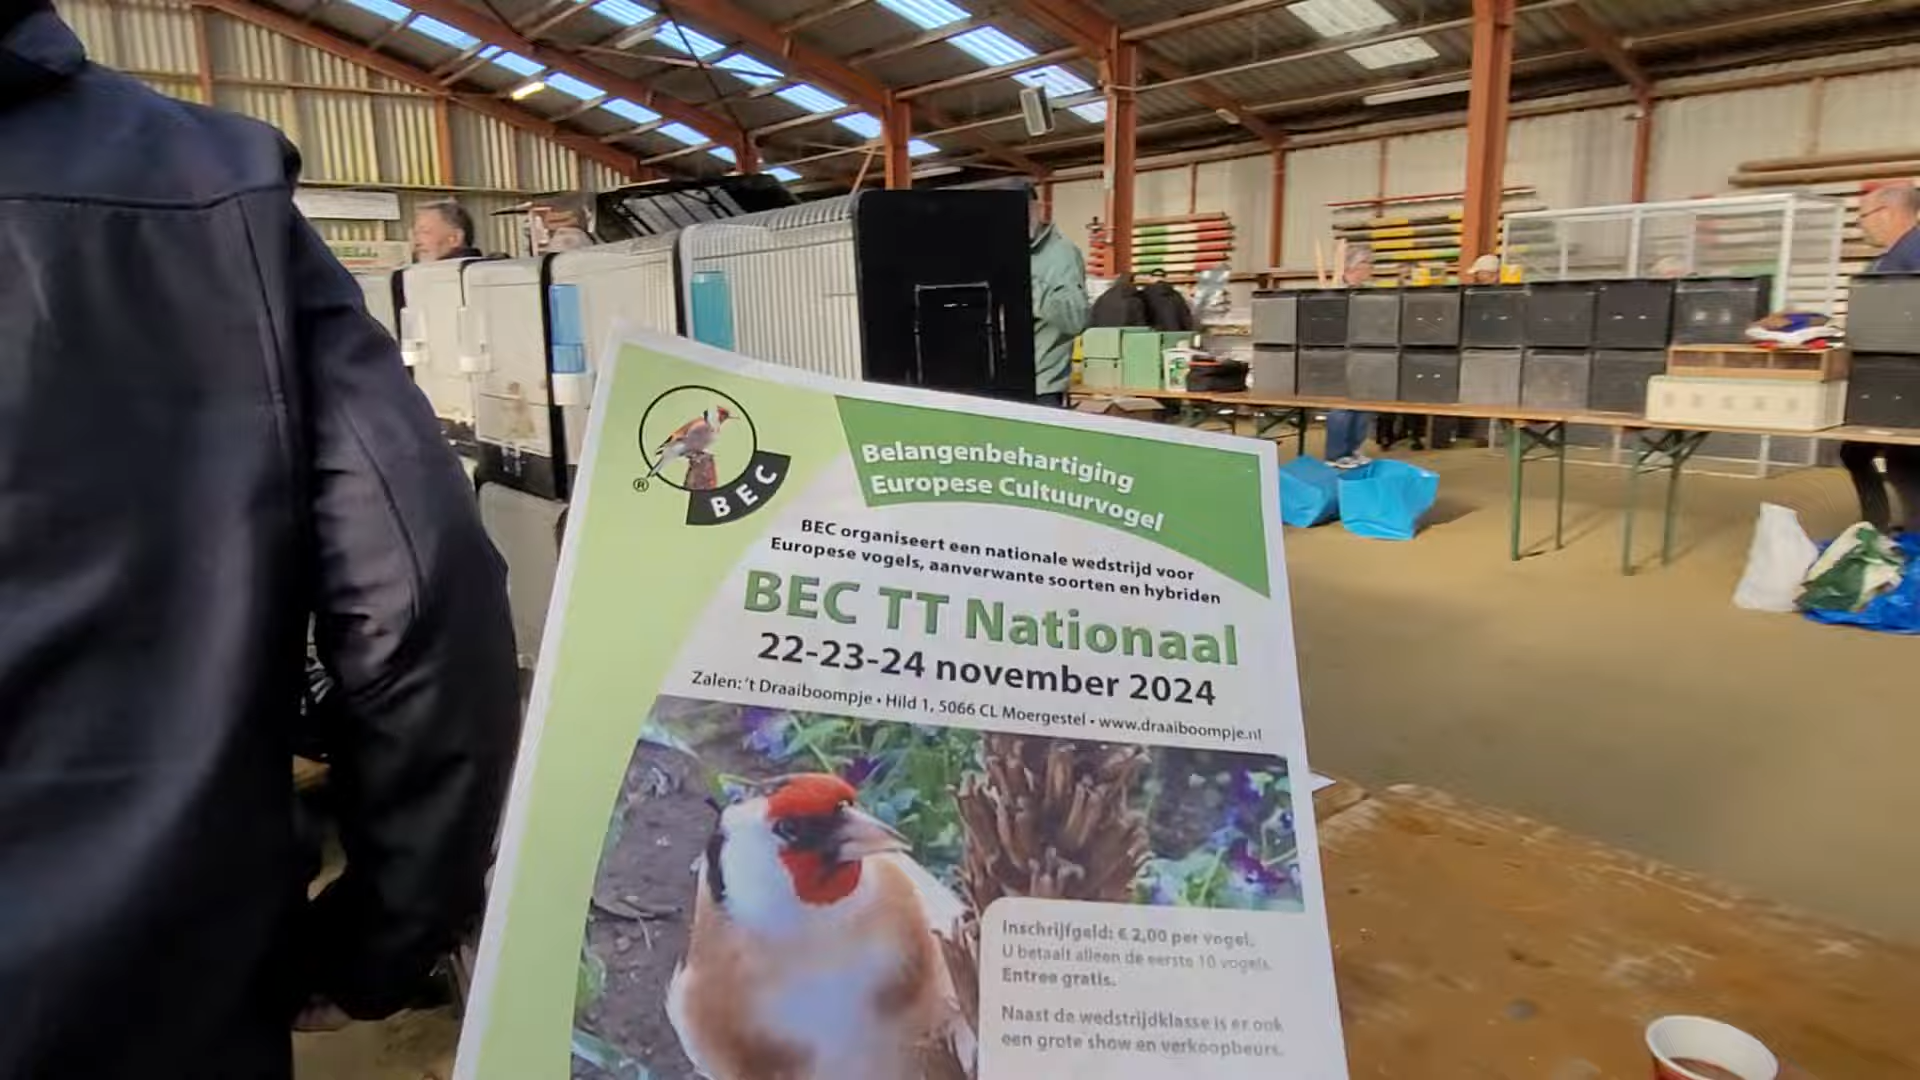 BEC
®
Belangenbehartiging
Europese Cultuurvogel
BEC organiseert een nationale wedstrijd voor
Europese vogels, aanverwante soorten en hybriden
BEC TT Nationaal
22-23-24 november 2024
Zalen: 't Draaiboompje • Hild 1, 5066 CL Moergestel • www.draaiboompje.nl
Inschrijfgeld: € 2,00 per vogel.
U betaalt alleen de eerste 10 vogels.
Entree gratis.
Naast de wedstrijdklasse is er ook
een grote show en verkoopbeurs.